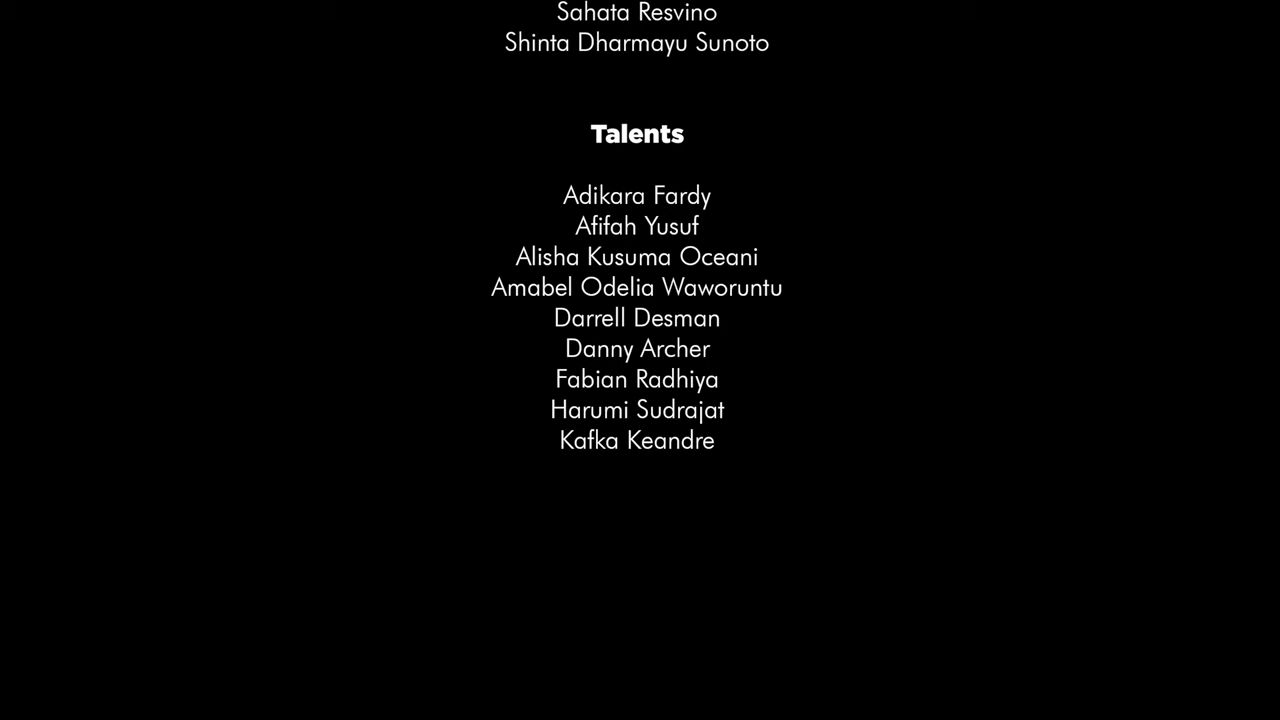 Sahata Resvino
Shinta Dharmayu Sunoto
Talents
Adikara Fardy
Afifah Yusuf
Alisha Kusuma Oceani
Amabel Odelia Waworuntu
Darrell Desman
Danny Archer
Fabian Radhiya
Harumi Sudrajat
Kafka Keandre